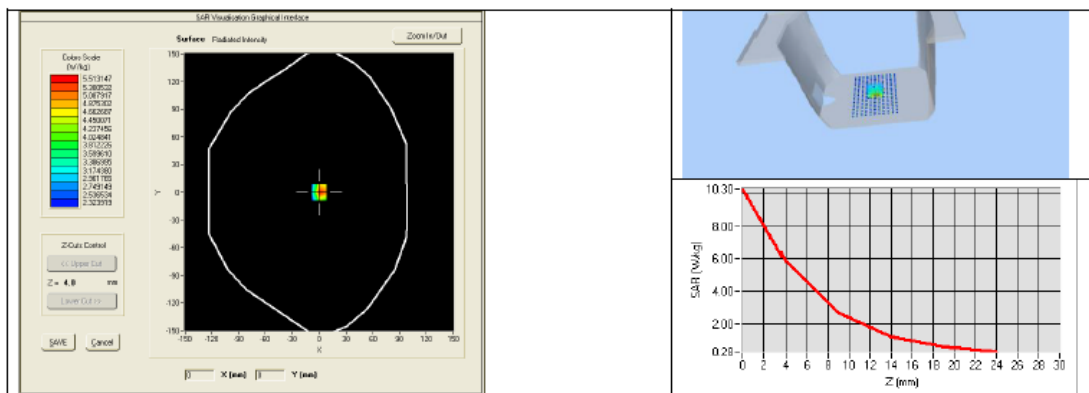 SAR Visualisation Graphical Interface
Surface Radiated Intensity
Zoom In/Out
Colors Scale
(W/kg)
5.513147
5.300532
5.087917
4.875302
4.662687
4.450071
4.237456
4.024841
3.812226
3.599610
3.386995
3.174380
2.961765
2.749149
2.536534
2.323919
Z-Cuts Control
<< Upper Cut
Z = 4.0 mm
Lower Cut >>
SAVE Cancel
150
120
90
60
30
0
-30
-60
-90
-120
-150
Y
-150 -120 -90 -60 -30 0 30 60 90 120 150
X
0 X (mm) Y (mm)
10.30
8.00
6.00
4.00
2.00
0.29
SAR (W/kg)
0 2 4 6 8 10 12 14 16 18 20 22 24 26 28 30
Z (mm)